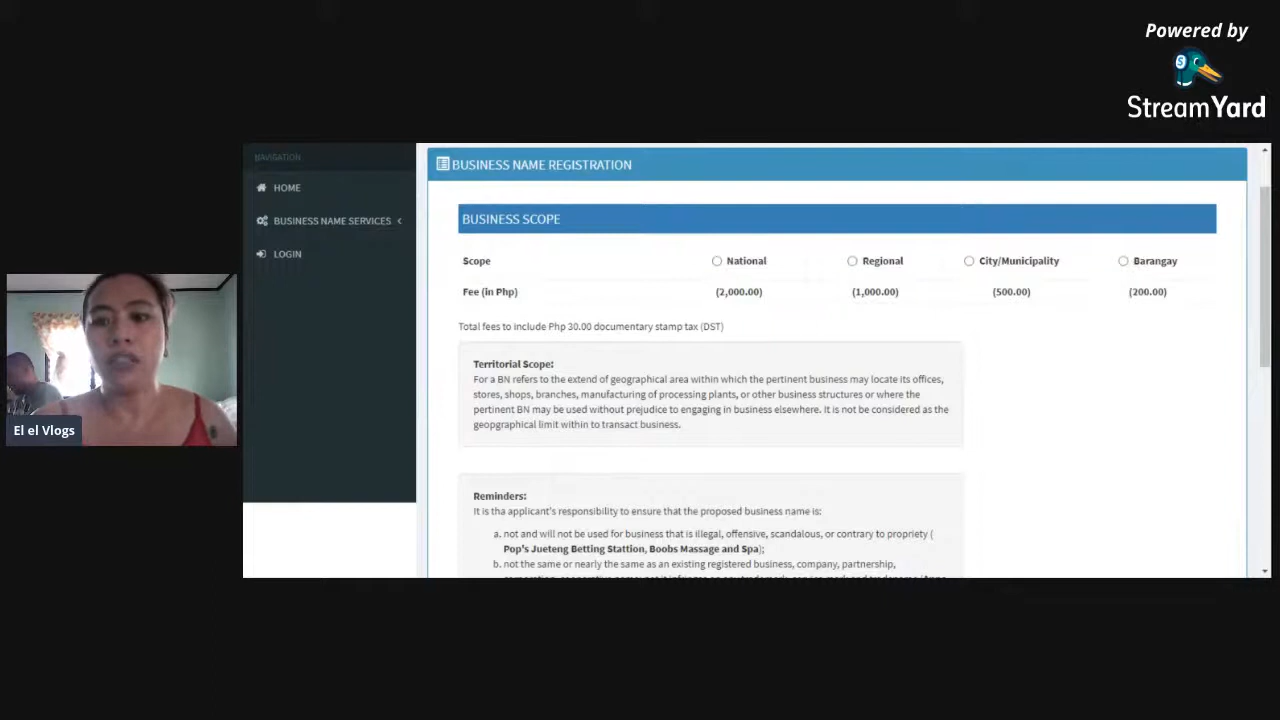 Powered by
StreamYard
NAVIGATION
HOME
BUSINESS NAME SERVICES
LOGIN
El el Vlogs
BUSINESS NAME REGISTRATION
BUSINESS SCOPE
Scope National Regional City/Municipality Barangay
Fee (in Php) (2,000.00) (1,000.00) (500.00) (200.00)
Total fees to include Php 30.00 documentary stamp tax (DST)
Territorial Scope:
For a BN refers to the extend of geographical area within which the pertinent business may locate its offices,
stores, shops, branches, manufacturing of processing plants, or other business structures or where the
pertinent BN may be used without prejudice to engaging in business elsewhere. It is not be considered as the
geopgraphical limit within to transact business.
Reminders:
It is tha applicant's responsibility to ensure that the proposed business name is:
a. not and will not be used for business that is illegal, offensive, scandalous, or contrary to propriety (
Pop's Jueteng Betting Stattion, Boobs Massage and Spa);
b. not the same or nearly the same as an existing registered business, company, partnership,